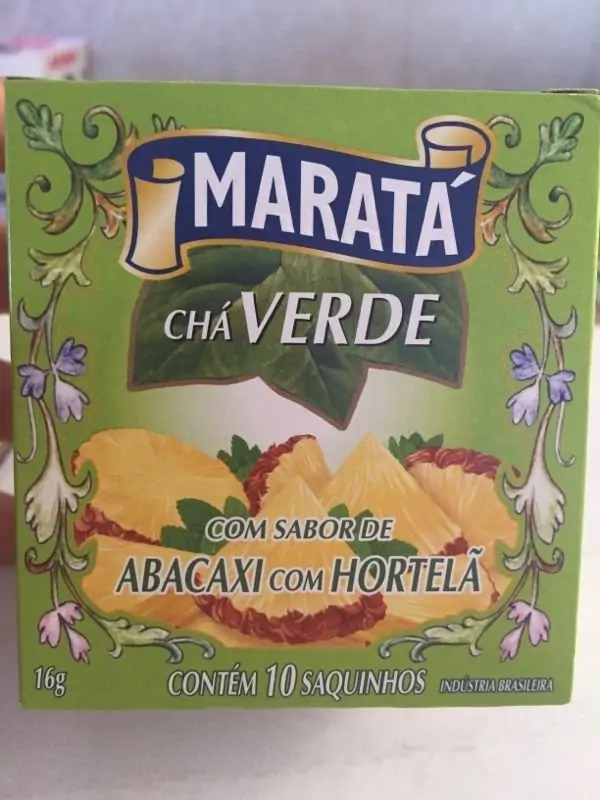 MARATÁ
CHÁ VERDE
COM SABOR DE
ABACAXI COM HORTELÃ
16g
CONTÉM 10 SAQUINHOS
INDÚSTRIA BRASILEIRA